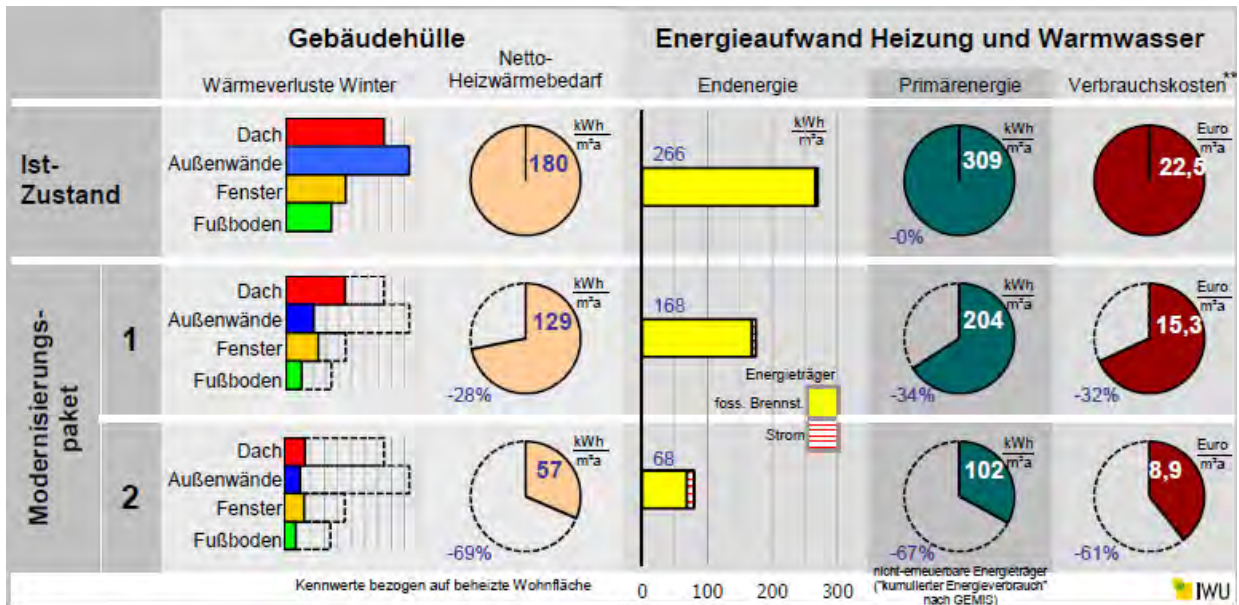 Gebäudehülle
Energieaufwand Heizung und Warmwasser
Wärmeverluste Winter
Netto-
Heizwärmebedarf
Endenergie
Primärenergie
Verbrauchskosten**
Ist-
Zustand
Dach
Außenwände
Fenster
Fußboden
180
kWh
m²a
266
kWh
m²a
309
kWh
m²a
-0%
22,5
Euro
m²a
Modernisierungs-
paket
1
Dach
Außenwände
Fenster
Fußboden
129
kWh
m²a
-28%
168
204
kWh
m²a
-34%
15,3
Euro
m²a
-32%
Energieträger
foss. Brennst.
Strom
2
Dach
Außenwände
Fenster
Fußboden
57
kWh
m²a
-69%
68
102
kWh
m²a
-67%
8,9
Euro
m²a
-61%
Kennwerte bezogen auf beheizte Wohnfläche
0 100 200 300
nicht-erneuerbare Energieträger
("kumulierter Energieverbrauch"
nach GEMIS)
IWU